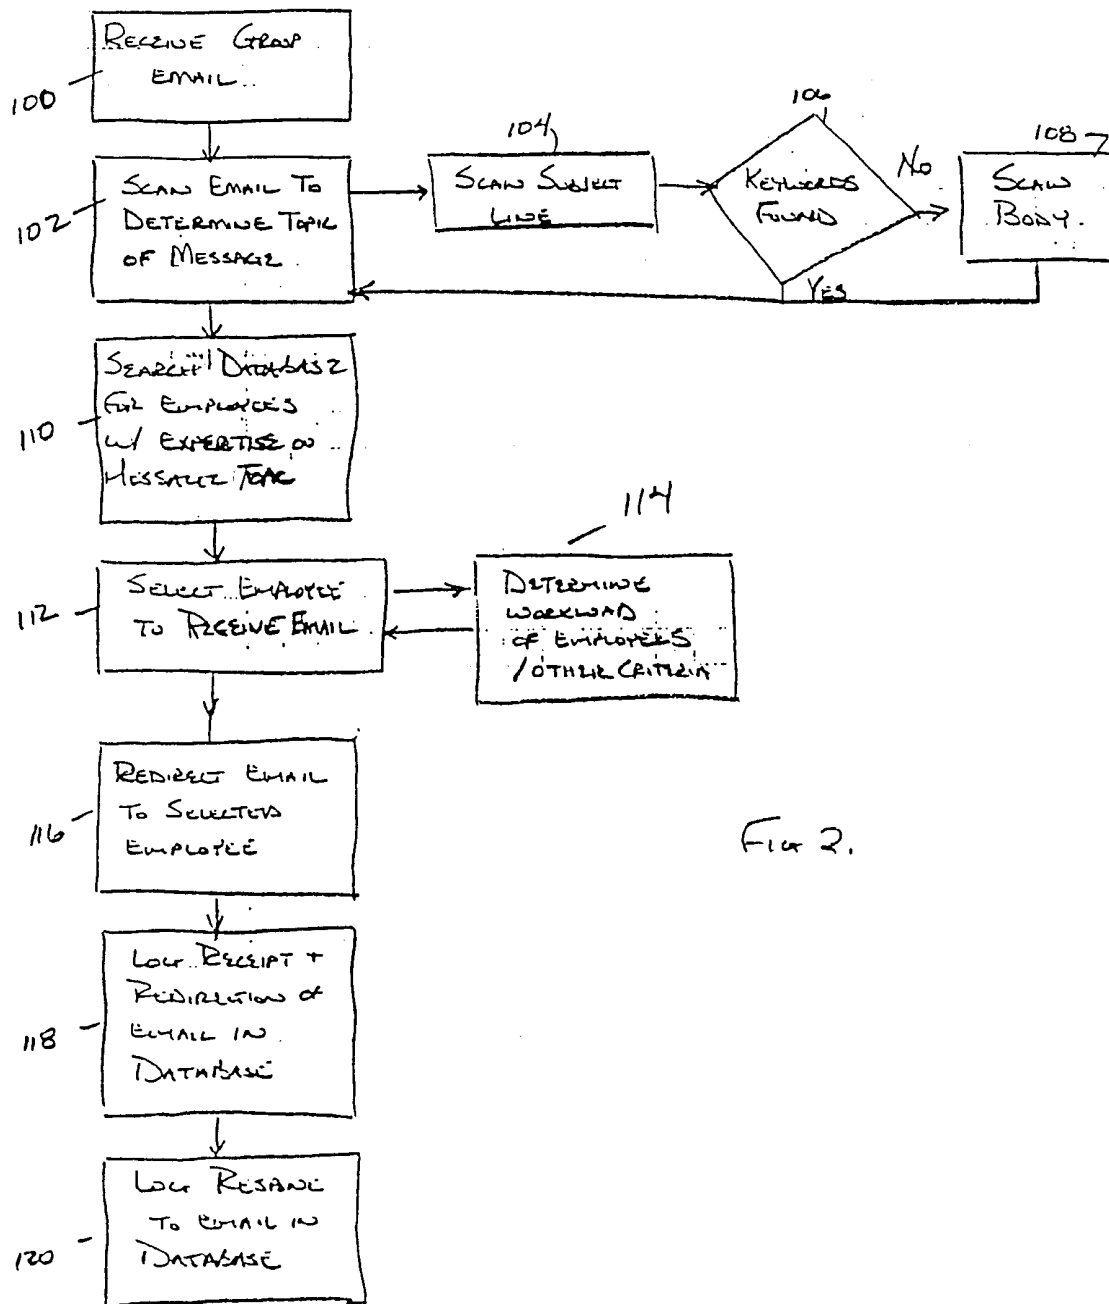 RECEIVE GROUP
EMAIL
100
SCAN EMAIL TO
DETERMINE TOPIC
OF MESSAGE
102
104
SCAN SUBJECT
LINE
106
KEYWORDS
FOUND
NO
YES
108
SCAN
BODY.
SEARCH DATABASE
FOR EMPLOYEES
W/ EXPERTISE ON
MESSAGE TOPIC
110
SELECT EMPLOYEE
TO RECEIVE EMAIL
112
114
DETERMINE
WORKLOAD
OF EMPLOYEES
/OTHER CRITERIA
REDIRECT EMAIL
TO SELECTED
EMPLOYEE
116
FIG 2.
LOG RECEIPT +
REDIRECTION OF
EMAIL IN
DATABASE
118
LOG RESPONSE
TO EMAIL IN
DATABASE
120